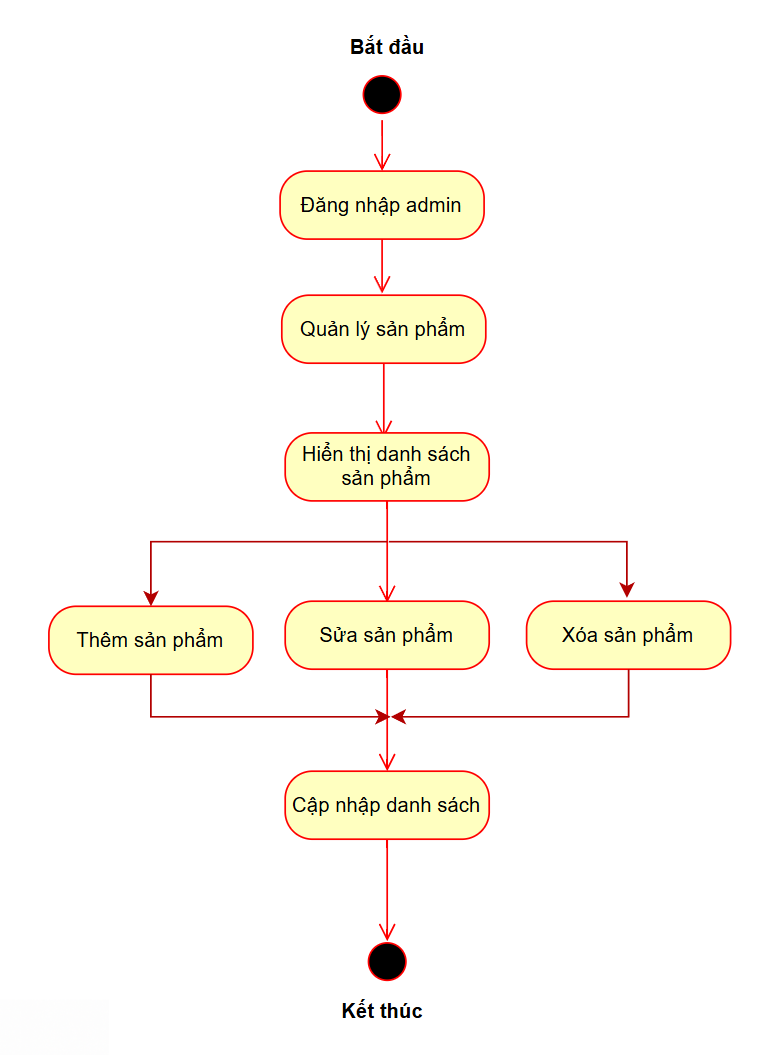 Bắt đầu
Đăng nhập admin
Quản lý sản phẩm
Hiển thị danh sách
sản phẩm
Thêm sản phẩm
Sửa sản phẩm
Xóa sản phẩm
Cập nhập danh sách
Kết thúc